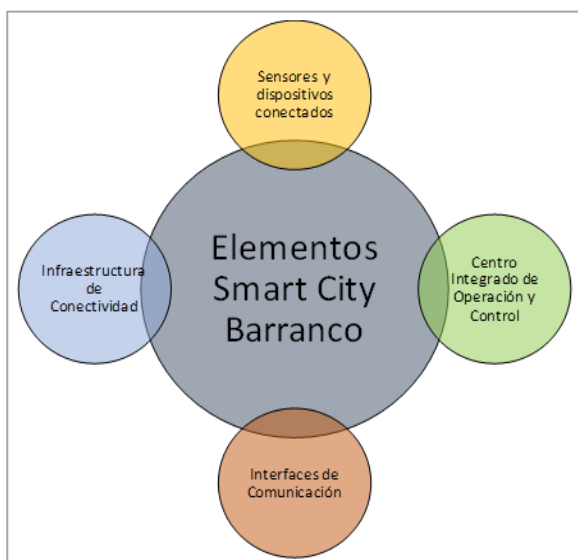 Sensores y
dispositivos
conectados
Elementos
Smart City
Barranco
Infraestructura
de
Conectividad
Centro
Integrado de
Operación y
Control
Interfaces de
Comunicación